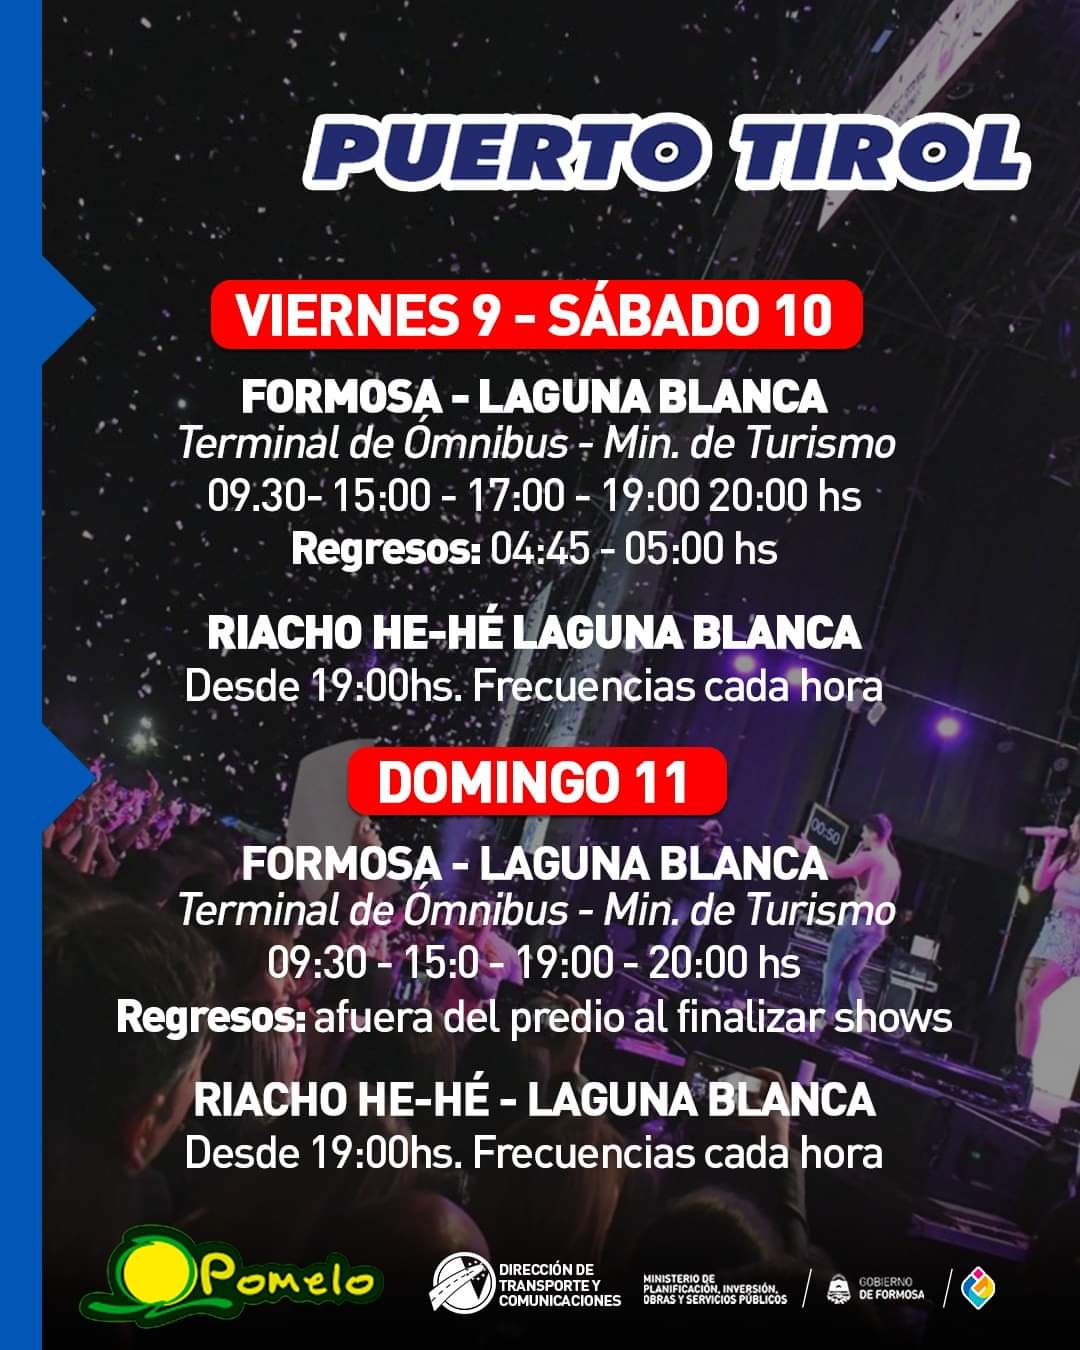 PUERTO TIROL
VIERNES 9 - SÁBADO 10
FORMOSA - LAGUNA BLANCA
Terminal de Ómnibus - Min. de Turismo
09.30- 15:00 - 17:00 - 19:00 20:00 hs
Regresos: 04:45 - 05:00 hs
RIACHO HE-HÉ LAGUNA BLANCA
Desde 19:00hs. Frecuencias cada hora
DOMINGO 11
00:50
FORMOSA - LAGUNA BLANCA
Terminal de Ómnibus - Min. de Turismo
09:30 - 15:0 - 19:00 - 20:00 hs
Regresos: afuera del predio al finalizar shows
RIACHO HE-HÉ - LAGUNA BLANCA
Desde 19:00hs. Frecuencias cada hora
Pomelo
DIRECCIÓN DE
TRANSPORTE Y
COMUNICACIONES
MINISTERIO DE
PLANIFICACIÓN, INVERSIÓN,
OBRAS Y SERVICIOS PÚBLICOS
GOBIERNO
DE FORMOSA